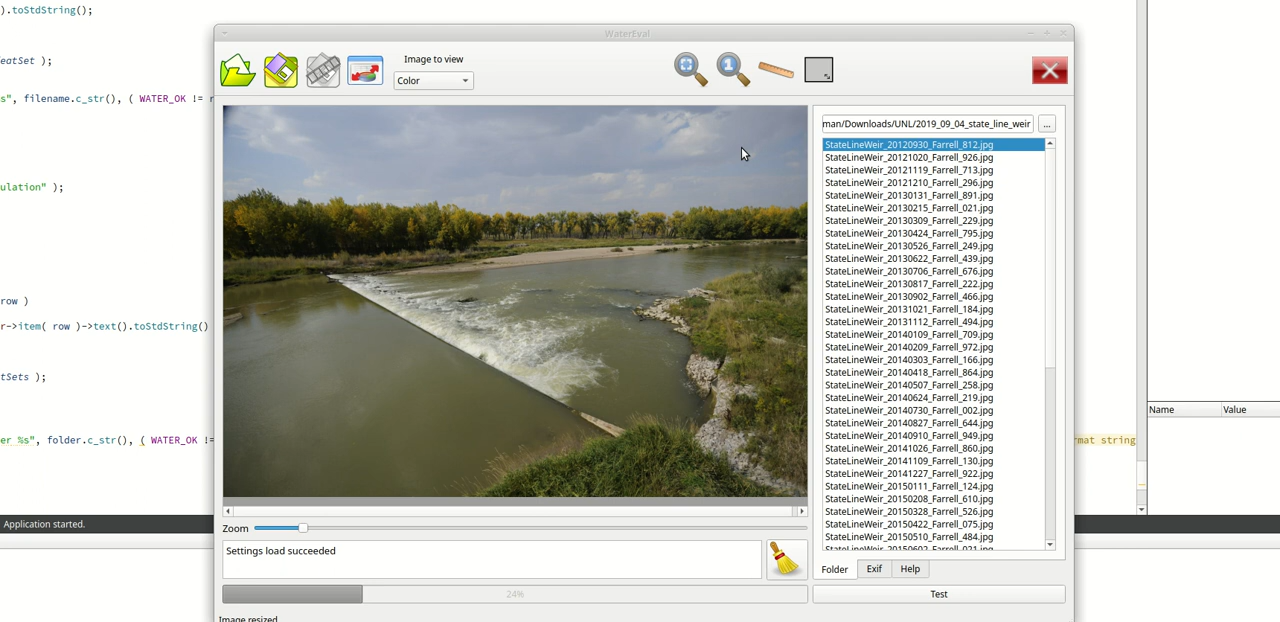 ).toStdString();
eatSet );
s", filename.c_str(), ( WATER_OK != r
ulation" );
row )
r->item( row )->text().toStdString()
tSets );
er %s", folder.c_str(), ( WATER_OK !=
rmat string
Application started.
Name Value
WaterEval
Image to view
Color
1
man/Downloads/UNL/2019_09_04_state_line_weir
...
StateLineWeir_20120930_Farrell_812.jpg
StateLineWeir_20121020_Farrell_926.jpg
StateLineWeir_20121119_Farrell_713.jpg
StateLineWeir_20121210_Farrell_296.jpg
StateLineWeir_20130131_Farrell_891.jpg
StateLineWeir_20130215_Farrell_021.jpg
StateLineWeir_20130309_Farrell_229.jpg
StateLineWeir_20130424_Farrell_795.jpg
StateLineWeir_20130526_Farrell_249.jpg
StateLineWeir_20130622_Farrell_439.jpg
StateLineWeir_20130706_Farrell_676.jpg
StateLineWeir_20130817_Farrell_222.jpg
StateLineWeir_20130902_Farrell_466.jpg
StateLineWeir_20131021_Farrell_184.jpg
StateLineWeir_20131112_Farrell_494.jpg
StateLineWeir_20140109_Farrell_709.jpg
StateLineWeir_20140209_Farrell_972.jpg
StateLineWeir_20140303_Farrell_166.jpg
StateLineWeir_20140418_Farrell_864.jpg
StateLineWeir_20140507_Farrell_258.jpg
StateLineWeir_20140624_Farrell_219.jpg
StateLineWeir_20140730_Farrell_002.jpg
StateLineWeir_20140827_Farrell_644.jpg
StateLineWeir_20140910_Farrell_949.jpg
StateLineWeir_20141026_Farrell_860.jpg
StateLineWeir_20141109_Farrell_130.jpg
StateLineWeir_20141227_Farrell_922.jpg
StateLineWeir_20150111_Farrell_124.jpg
StateLineWeir_20150208_Farrell_610.jpg
StateLineWeir_20150328_Farrell_526.jpg
StateLineWeir_20150422_Farrell_075.jpg
StateLineWeir_20150510_Farrell_484.jpg
StateLineWeir_20150602_Farrell_021.jpg
Zoom
Settings load succeeded
Folder Exif Help
24%
Test
Image resized